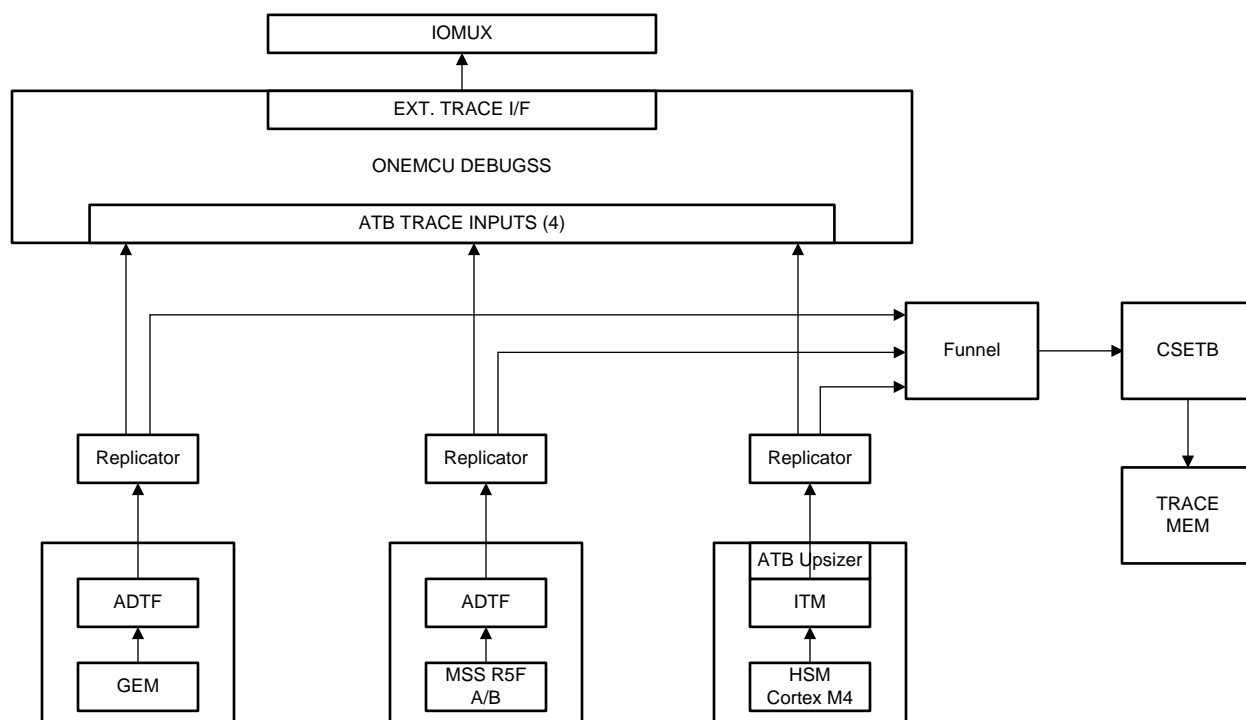 IOMUX
EXT. TRACE I/F
ONEMCU DEBUGSS
ATB TRACE INPUTS (4)
Funnel
CSETB
Replicator
Replicator
Replicator
TRACE
MEM
ATB Upsizer
ADTF
ADTF
ITM
GEM
MSS R5F
A/B
HSM
Cortex M4